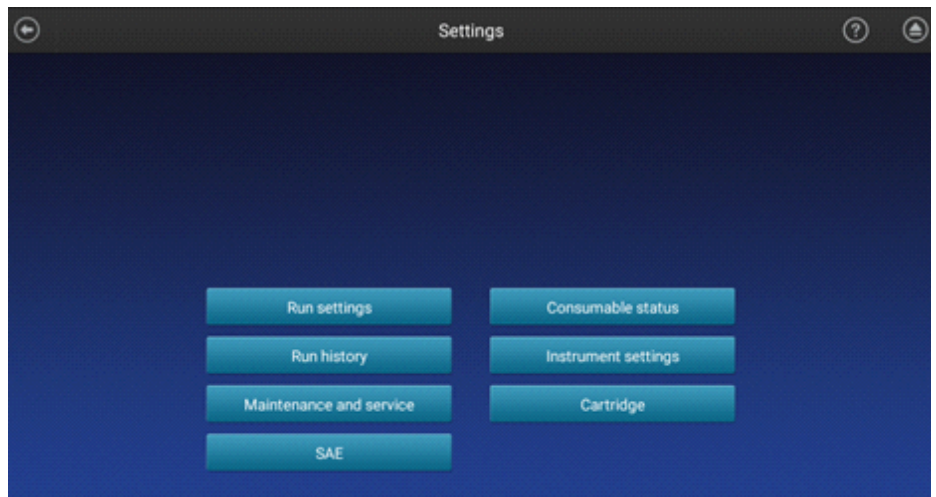 Settings
?
Run settings
Consumable status
Run history
Instrument settings
Maintenance and service
Cartridge
SAE